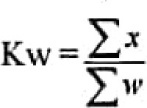 Kw = ∑x / ∑w